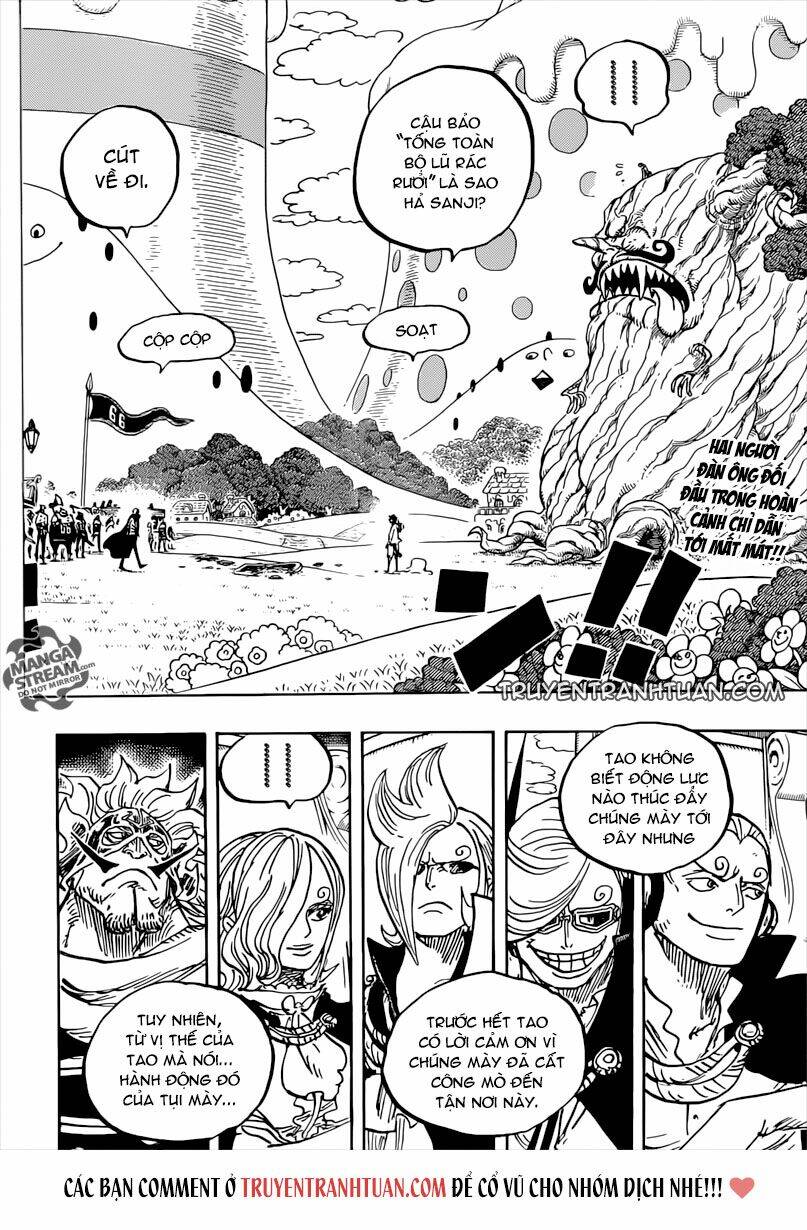 CÚT
VỀ ĐI.
CẬU BẢO
"TỐNG TOÀN
BỘ LŨ RÁC
RƯỞI" LÀ SAO
HẢ SANJI?
!!
CỘP CỘP
SOẠT
66
HAI NGƯỜI
ĐÀN ÔNG ĐỐI
ĐẦU TRONG HOÀN
CẢNH CHỈ DẪN
TỚI MẤT MÁT!!
!!
MANGA
STREAM.com
DO NOT MIRROR
TRUYENTRANHTUAN.COM
TAO KHÔNG
BIẾT ĐỘNG LỰC
NÀO THÚC ĐẨY
CHÚNG MÀY TỚI
ĐÂY NHƯNG
!!
TRƯỚC HẾT TAO
CÓ LỜI CẢM ƠN VÌ
CHÚNG MÀY ĐÃ CẤT
CÔNG MÒ ĐẾN
TẬN NƠI NÀY.
TUY NHIÊN,
TỪ VỊ THẾ CỦA
TAO MÀ NÓI...
HÀNH ĐỘNG ĐÓ
CỦA TỤI MÀY...
CÁC BẠN COMMENT Ở TRUYENTRANHTUAN.COM ĐỂ CỔ VŨ CHO NHÓM DỊCH NHÉ!!! ❤